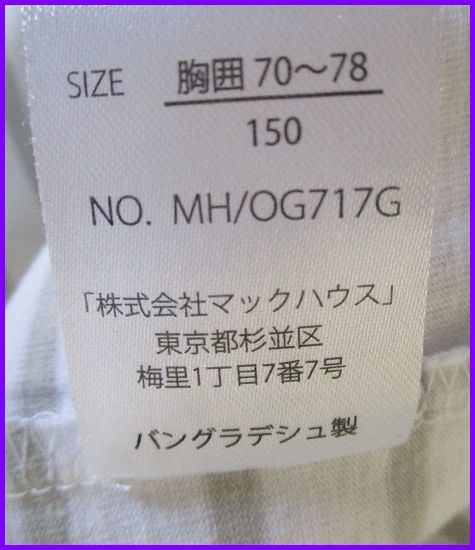 SIZE 胸囲 70〜78
150
NO. MH/OG717G
「株式会社マックハウス」
東京都杉並区
梅里1丁目7番7号
バングラデシュ製